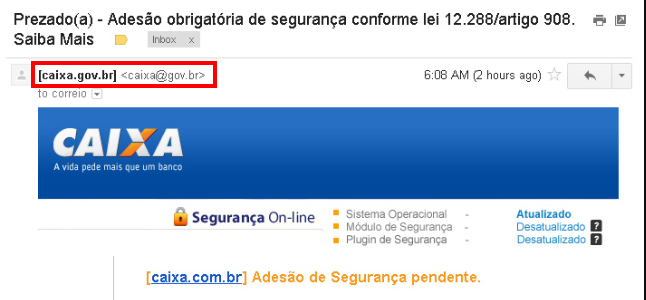 Prezado(a) - Adesão obrigatória de segurança conforme lei 12.288/artigo 908.
Saiba Mais Inbox x
[caixa.gov.br] <caixa@gov.br> 6:08 AM (2 hours ago)
to correio
CAIXA
A vida pede mais que um banco
Segurança On-line
Sistema Operacional - Atualizado
Módulo de Segurança - Desatualizado ?
Plugin de Segurança - Desatualizado ?
[caixa.com.br] Adesão de Segurança pendente.